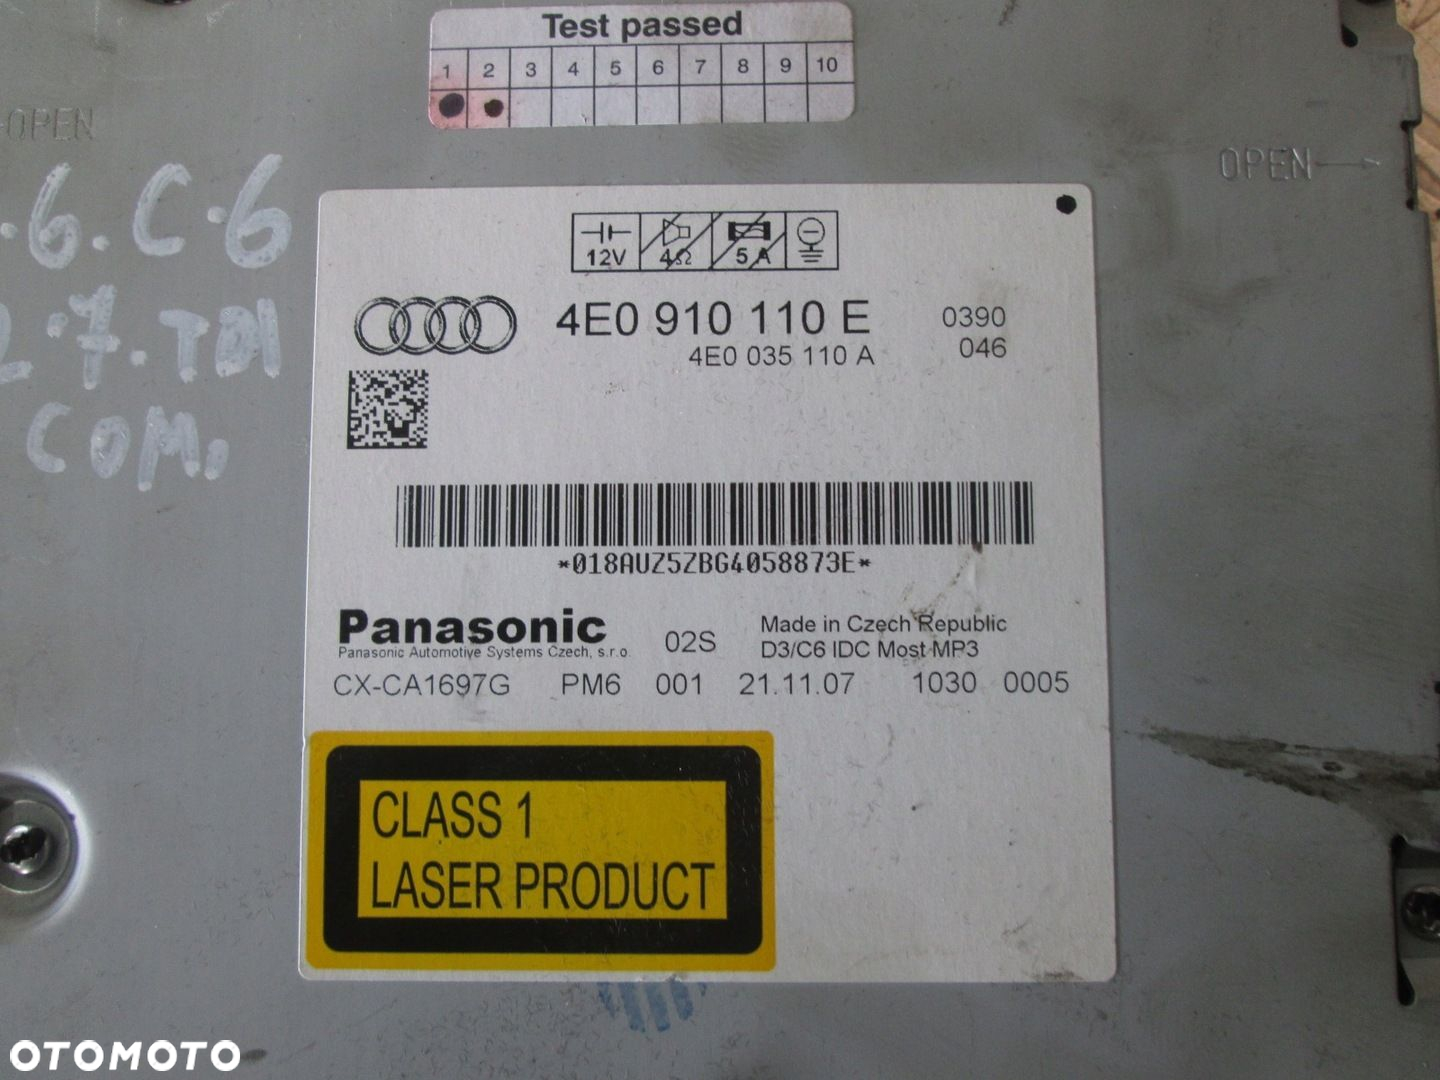 Test passed
1 2 3 4 5 6 7 8 9 10
OPEN
OPEN
.6.C.6
2.7.TDI
COM.
12V 4Ω 5A
4E0 910 110 E 0390
4E0 035 110 A 046
*018AUZ5ZBG4058873E*
Panasonic
Panasonic Automotive Systems Czech, s.r.o.
02S
Made in Czech Republic
D3/C6 IDC Most MP3
CX-CA1697G PM6 001 21.11.07 1030 0005
CLASS 1
LASER PRODUCT
OTOMOTO